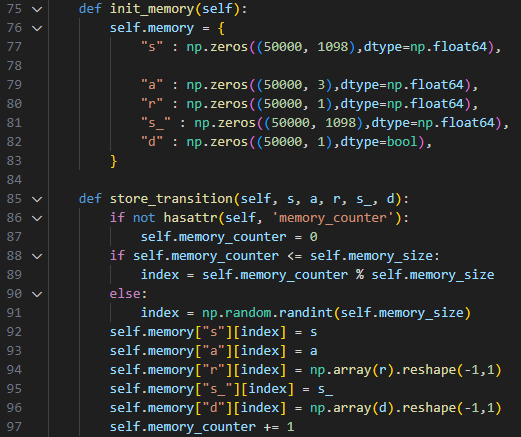 75 def init_memory(self):
76 self.memory = {
77 "s" : np.zeros((50000, 1098),dtype=np.float64),
78
79 "a" : np.zeros((50000, 3),dtype=np.float64),
80 "r" : np.zeros((50000, 1),dtype=np.float64),
81 "s_" : np.zeros((50000, 1098),dtype=np.float64),
82 "d" : np.zeros((50000, 1),dtype=bool),
83 }
84
85 def store_transition(self, s, a, r, s_, d):
86 if not hasattr(self, 'memory_counter'):
87 self.memory_counter = 0
88 if self.memory_counter <= self.memory_size:
89 index = self.memory_counter % self.memory_size
90 else:
91 index = np.random.randint(self.memory_size)
92 self.memory["s"][index] = s
93 self.memory["a"][index] = a
94 self.memory["r"][index] = np.array(r).reshape(-1,1)
95 self.memory["s_"][index] = s_
96 self.memory["d"][index] = np.array(d).reshape(-1,1)
97 self.memory_counter += 1